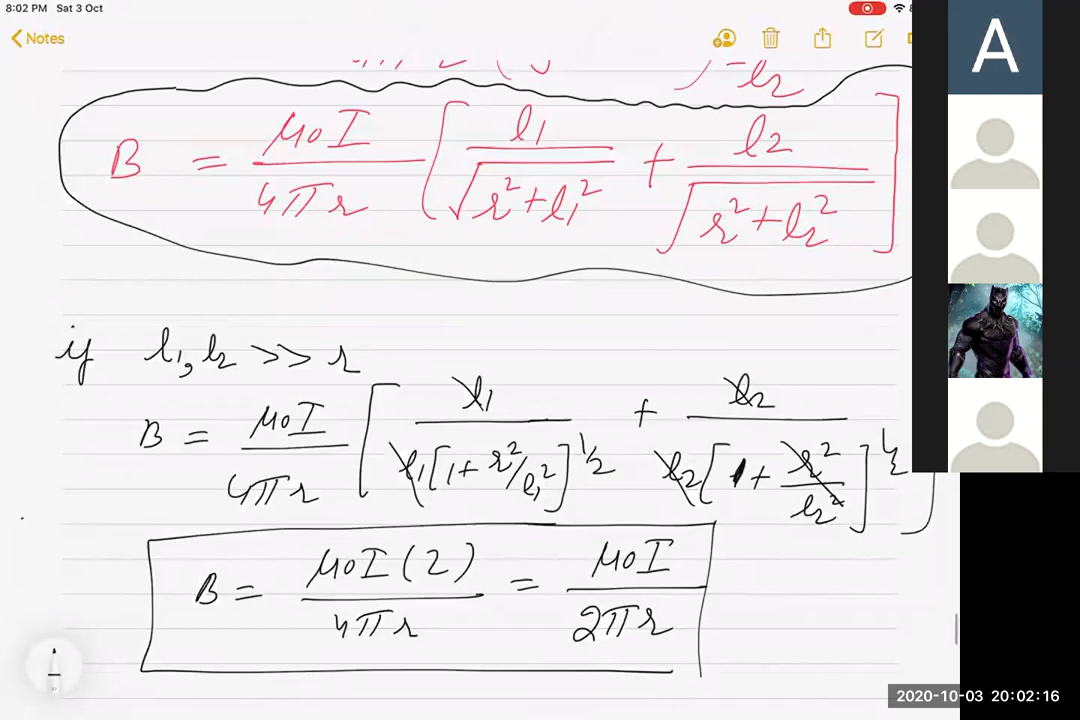 8:02 PM Sat 3 Oct
A
Notes
l2
B = μ0I / 4πr [ l1 / √(r²+l1²) + l2 / √(r²+l2²) ]
if l1, l2 >> r
B = μ0I / 4πr [ l1 / l1[1+r²/l1²]^1/2 + l2 / l2[1+r²/l2²]^1/2 ]
B = μ0I(2) / 4πr = μ0I / 2πr
2020-10-03 20:02:16